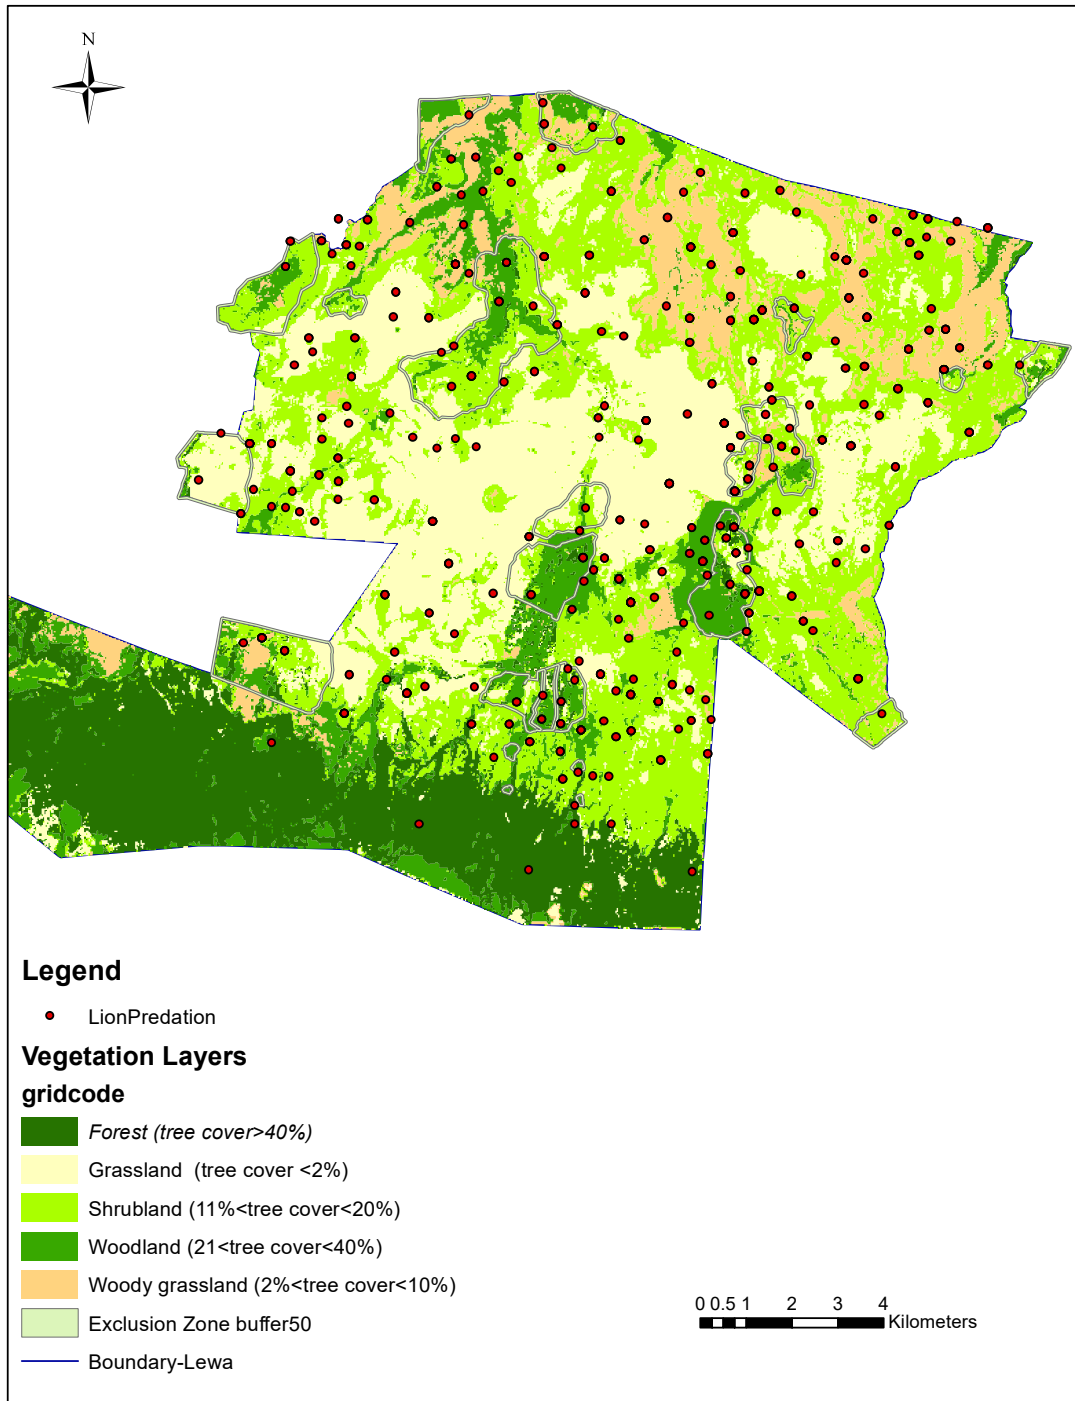 N
Legend
LionPredation
Vegetation Layers
gridcode
Forest (tree cover>40%)
Grassland (tree cover <2%)
Shrubland (11%<tree cover<20%)
Woodland (21<tree cover<40%)
Woody grassland (2%<tree cover<10%)
Exclusion Zone buffer50
Boundary-Lewa
0 0.5 1 2 3 4
Kilometers